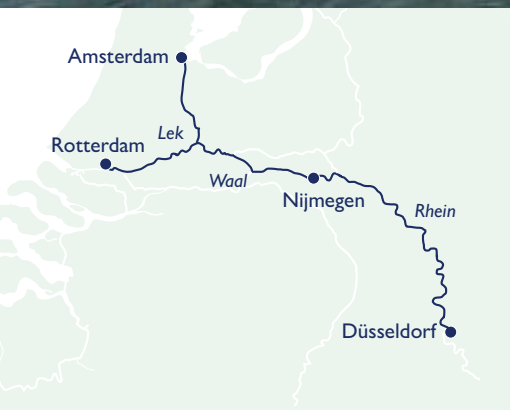 Amsterdam
Lek
Rotterdam
Waal
Nijmegen
Rhein
Düsseldorf